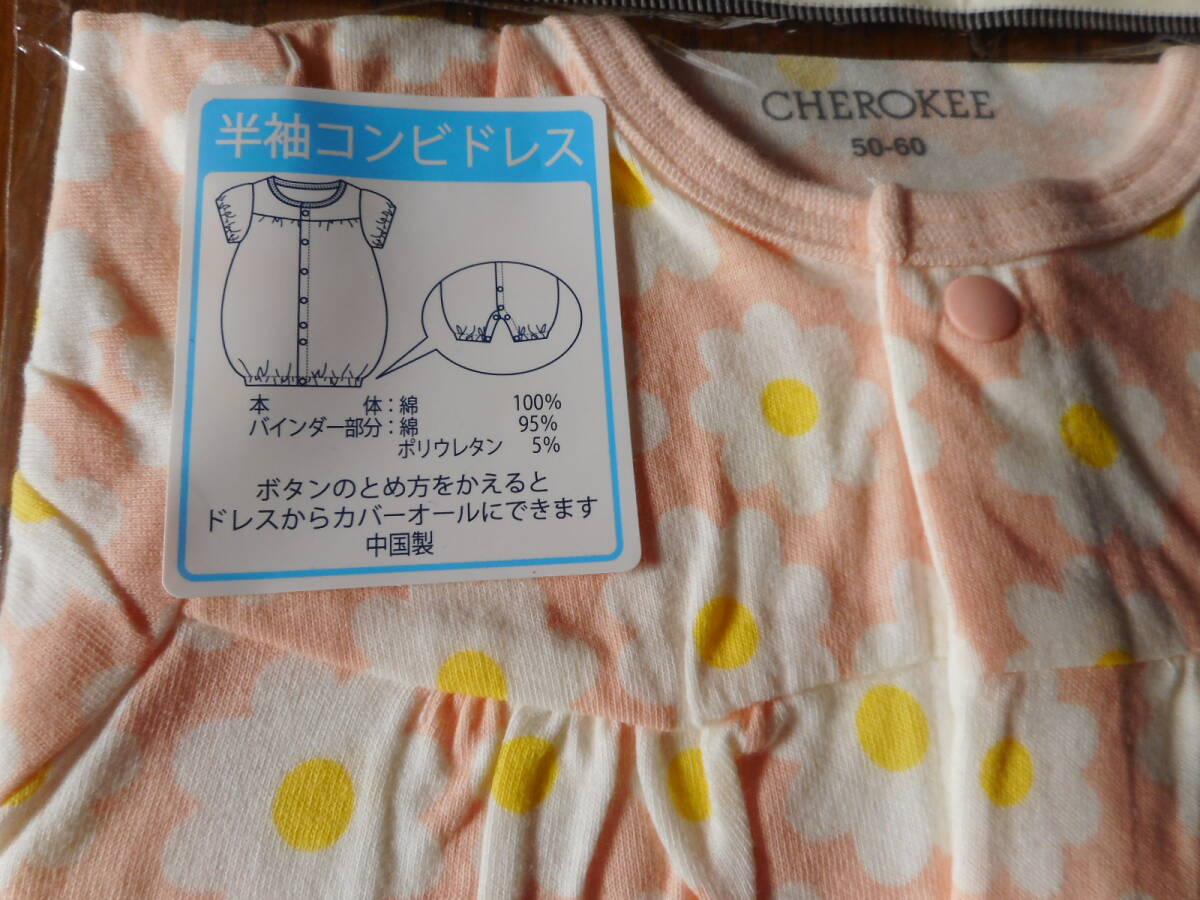 半袖コンビドレス
本 体:綿 100%
バインダー部分:綿 95%
ポリウレタン 5%
ボタンのとめ方をかえると
ドレスからカバーオールにできます
中国製
CHEROKEE
50-60